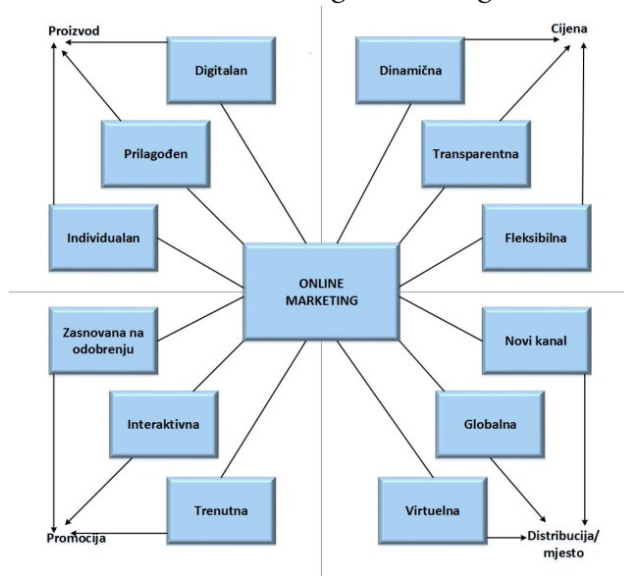 Proizvod
Cijena
Digitalan
Dinamična
Prilagođen
Transparentna
Individualan
Fleksibilna
ONLINE
MARKETING
Zasnovana na
odobrenju
Novi kanal
Interaktivna
Globalna
Trenutna
Virtuelna
Promocija
Distribucija/
mjesto